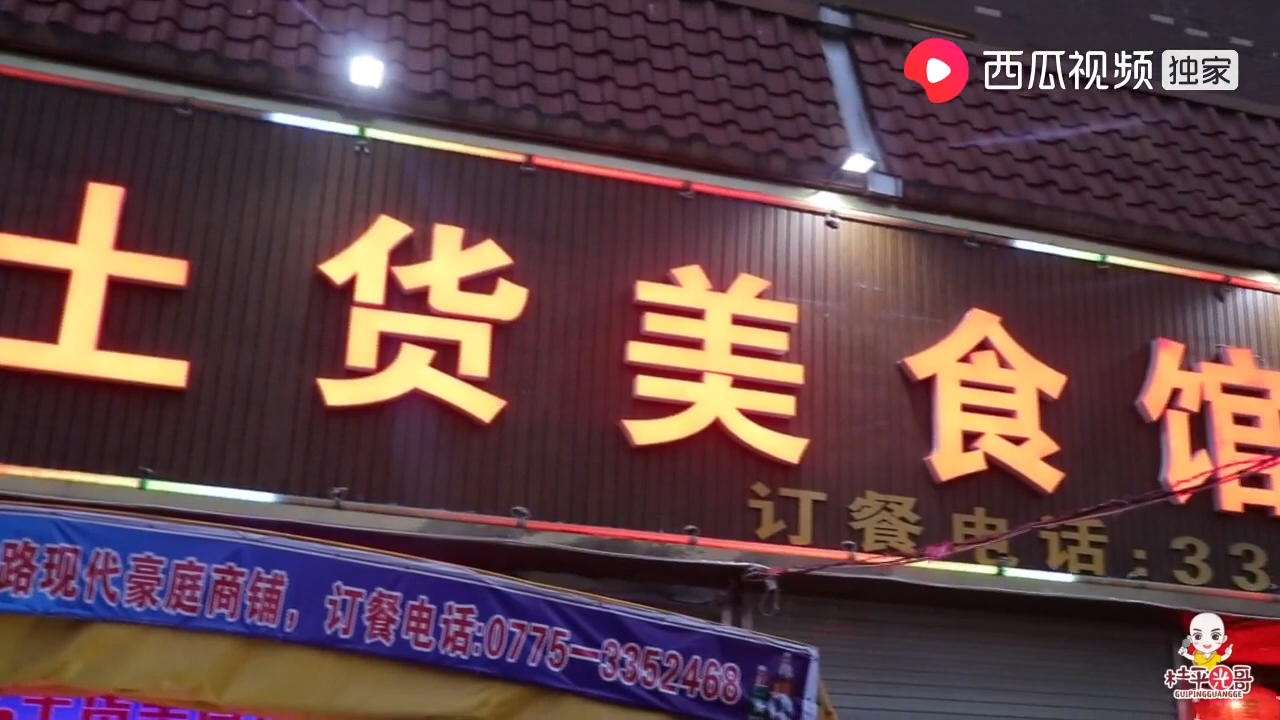 西瓜视频 独家
土货美食馆
订餐电话:33
路现代豪庭商铺，订餐电话:0775—3352468
桂平光哥
GUIPINGGUANGGE